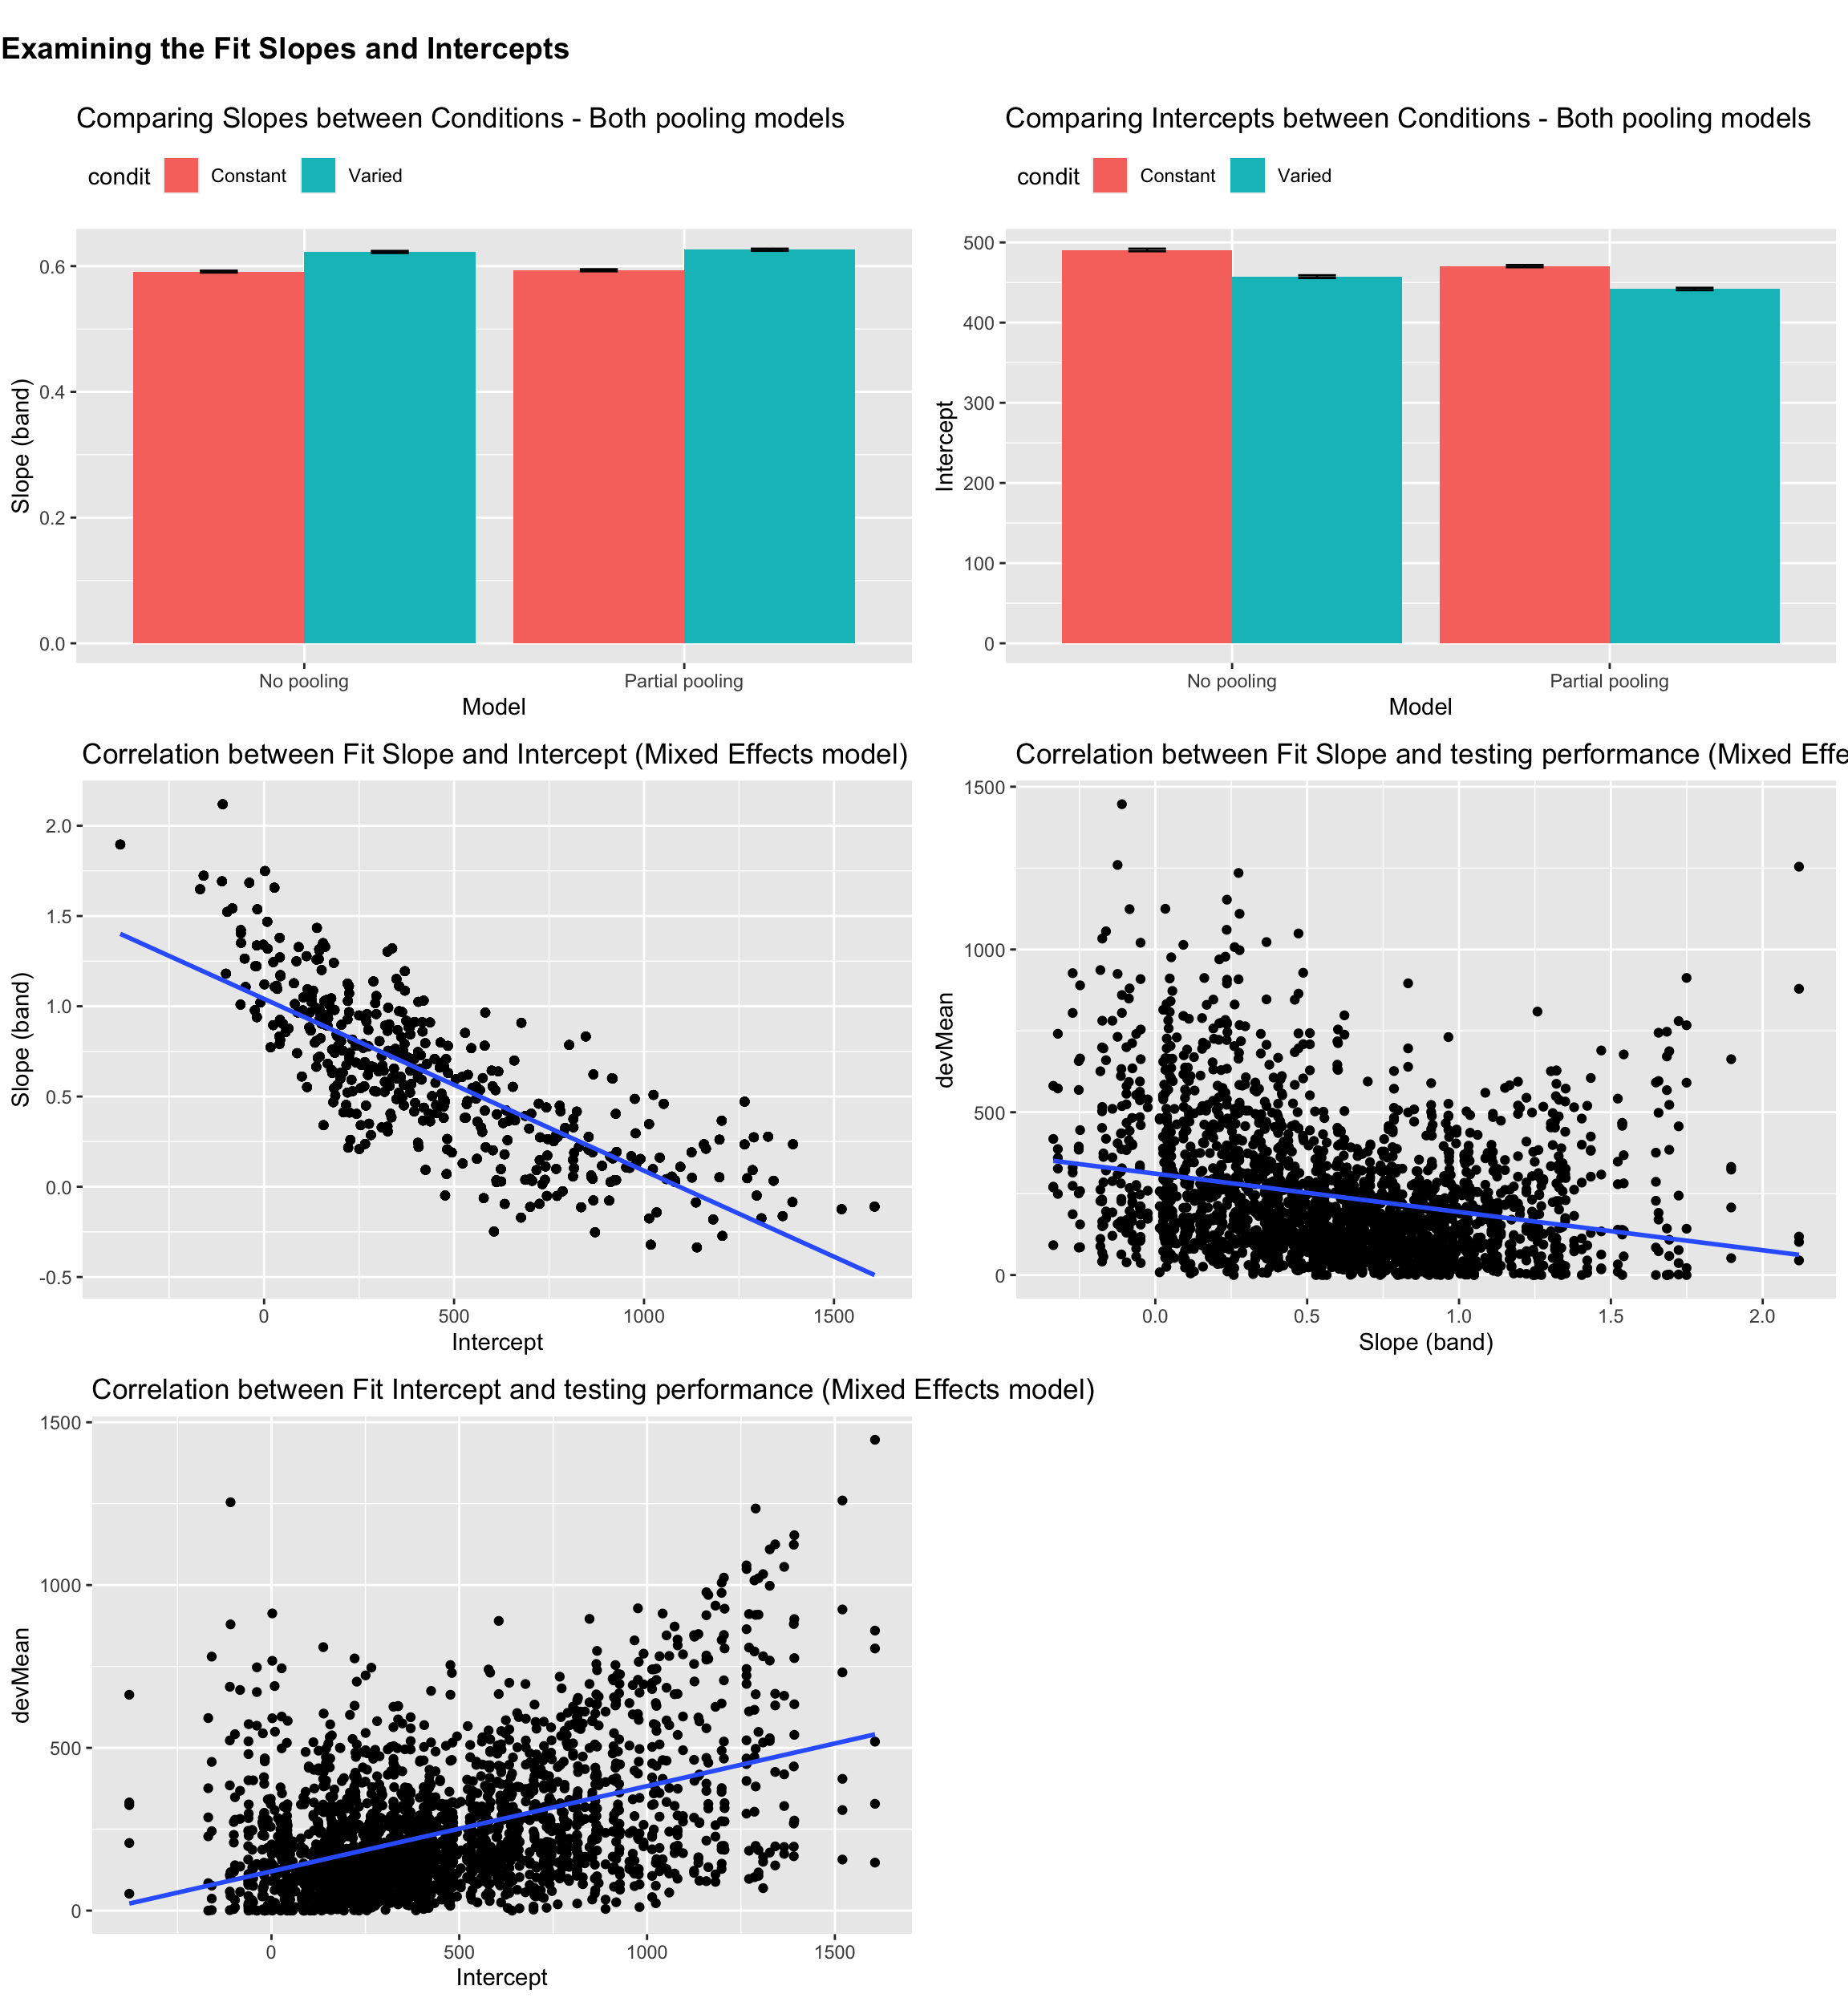 Examining the Fit Slopes and Intercepts
Comparing Slopes between Conditions - Both pooling models
condit Constant Varied
0.6
0.4
0.2
0.0
Slope (band)
No pooling Partial pooling
Model
Comparing Intercepts between Conditions - Both pooling models
condit Constant Varied
500
400
300
200
100
0
Intercept
No pooling Partial pooling
Model
Correlation between Fit Slope and Intercept (Mixed Effects model)
2.0
1.5
1.0
0.5
0.0
-0.5
Slope (band)
0 500 1000 1500
Intercept
Correlation between Fit Slope and testing performance (Mixed Effe
1500
1000
500
0
devMean
0.0 0.5 1.0 1.5 2.0
Slope (band)
Correlation between Fit Intercept and testing performance (Mixed Effects model)
1500
1000
500
0
devMean
0 500 1000 1500
Intercept